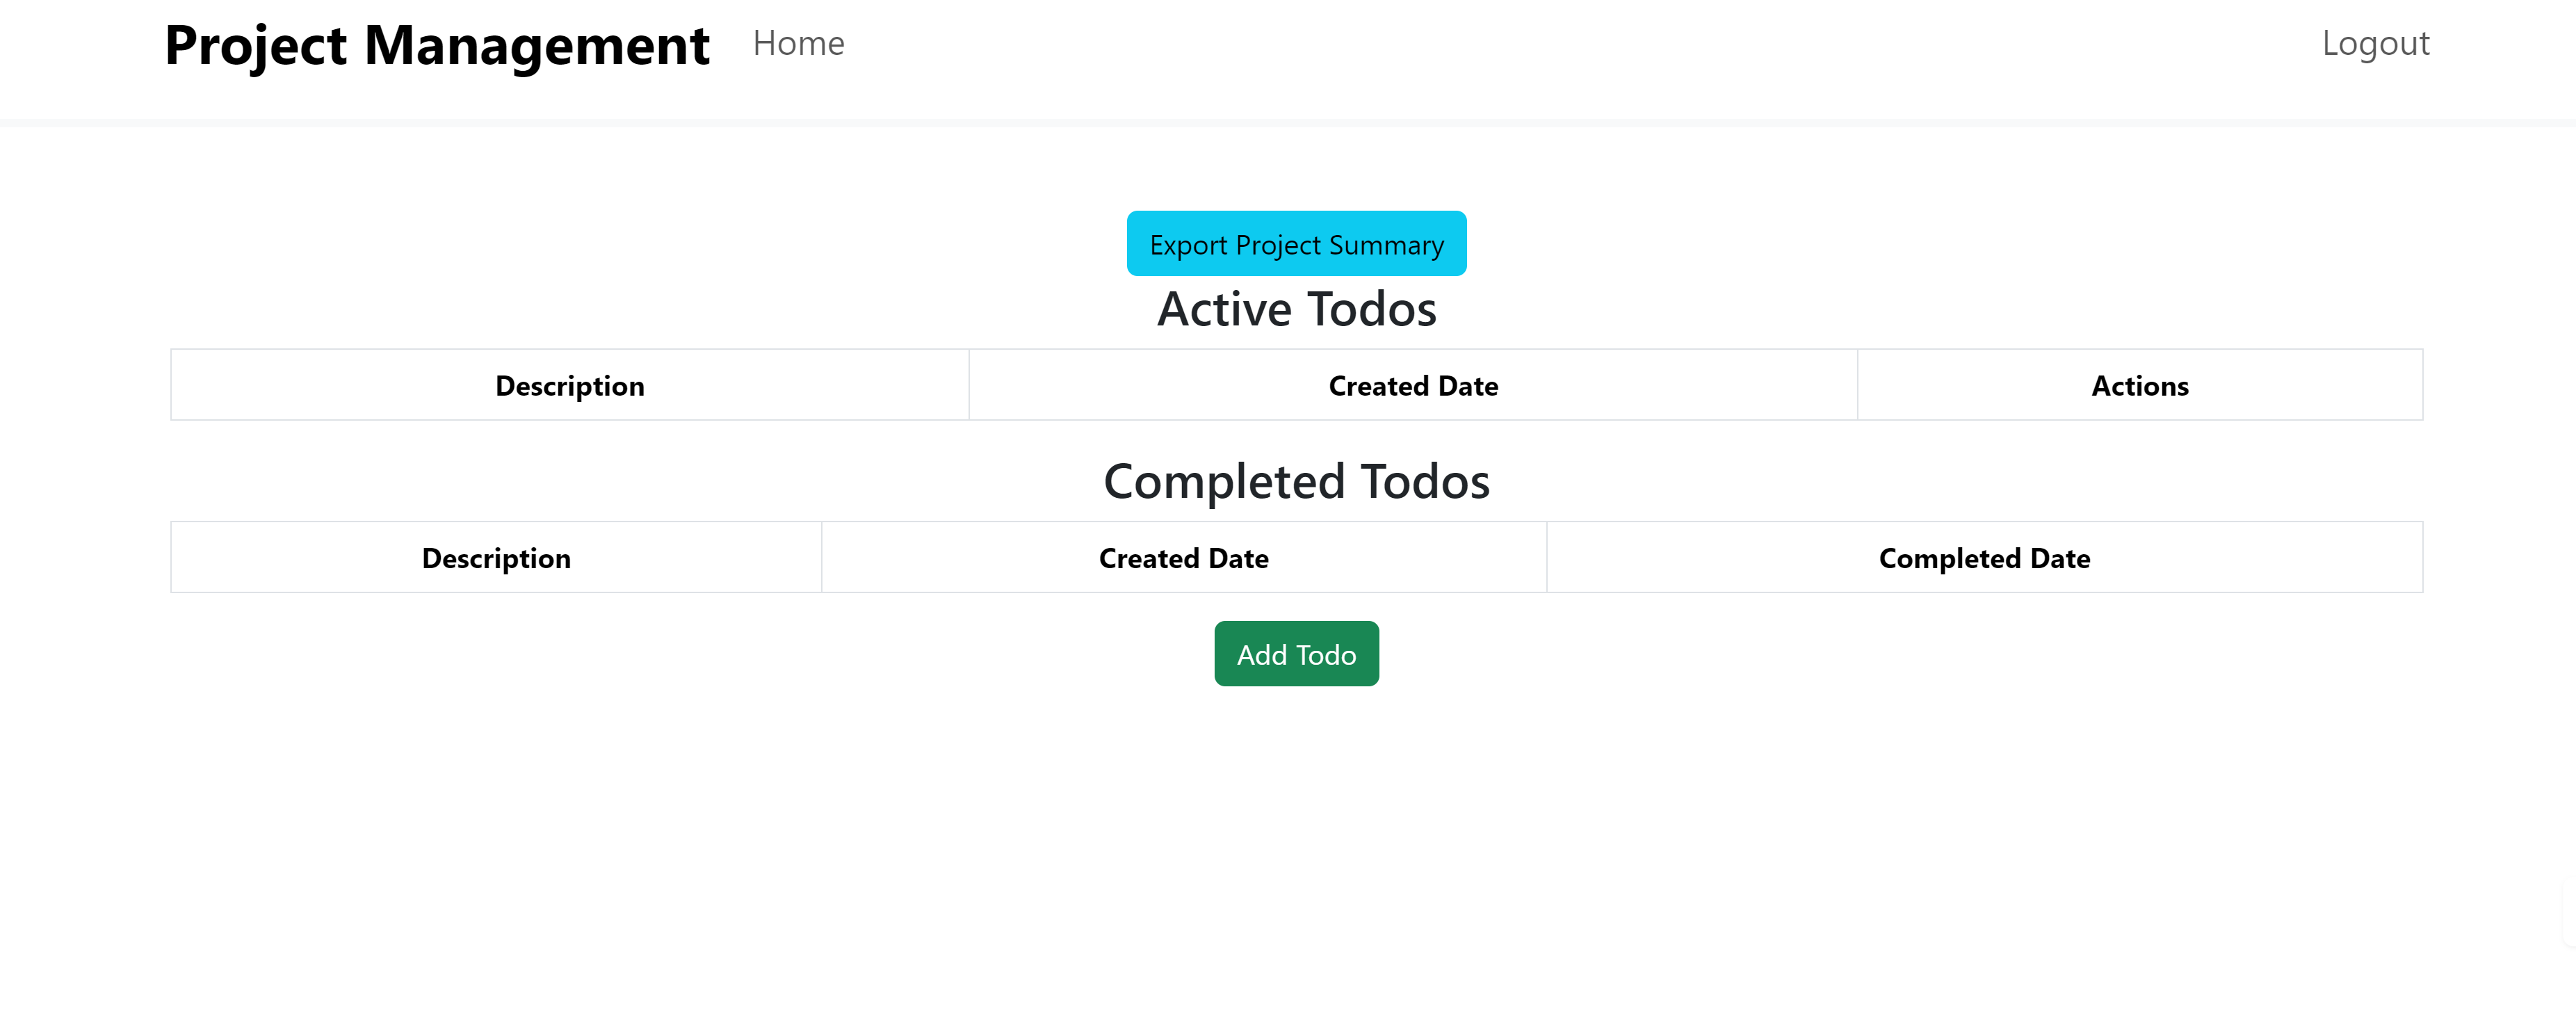 Project Management Home Logout
Export Project Summary
Active Todos
Description Created Date Actions
Completed Todos
Description Created Date Completed Date
Add Todo